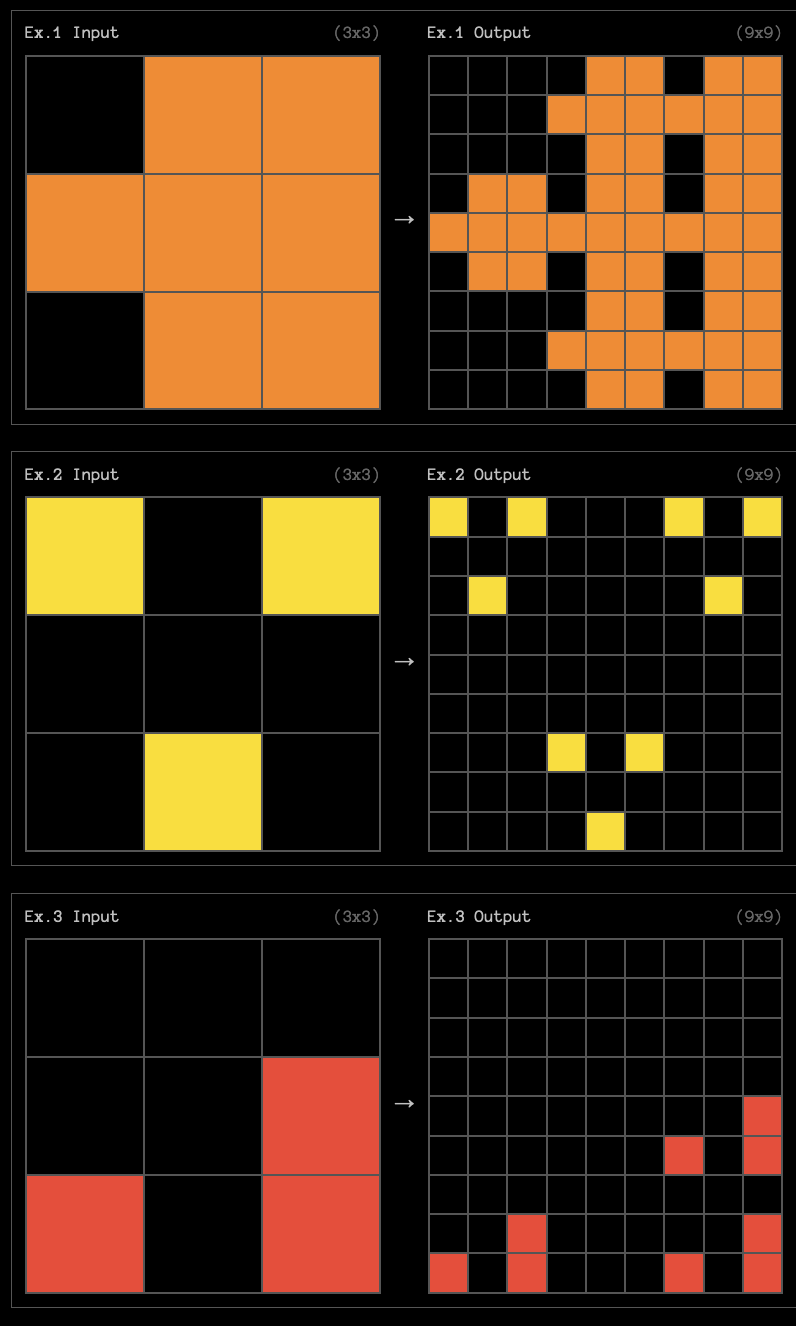 Ex.1 Input (3x3) Ex.1 Output (9x9)
→
Ex.2 Input (3x3) Ex.2 Output (9x9)
→
Ex.3 Input (3x3) Ex.3 Output (9x9)
→